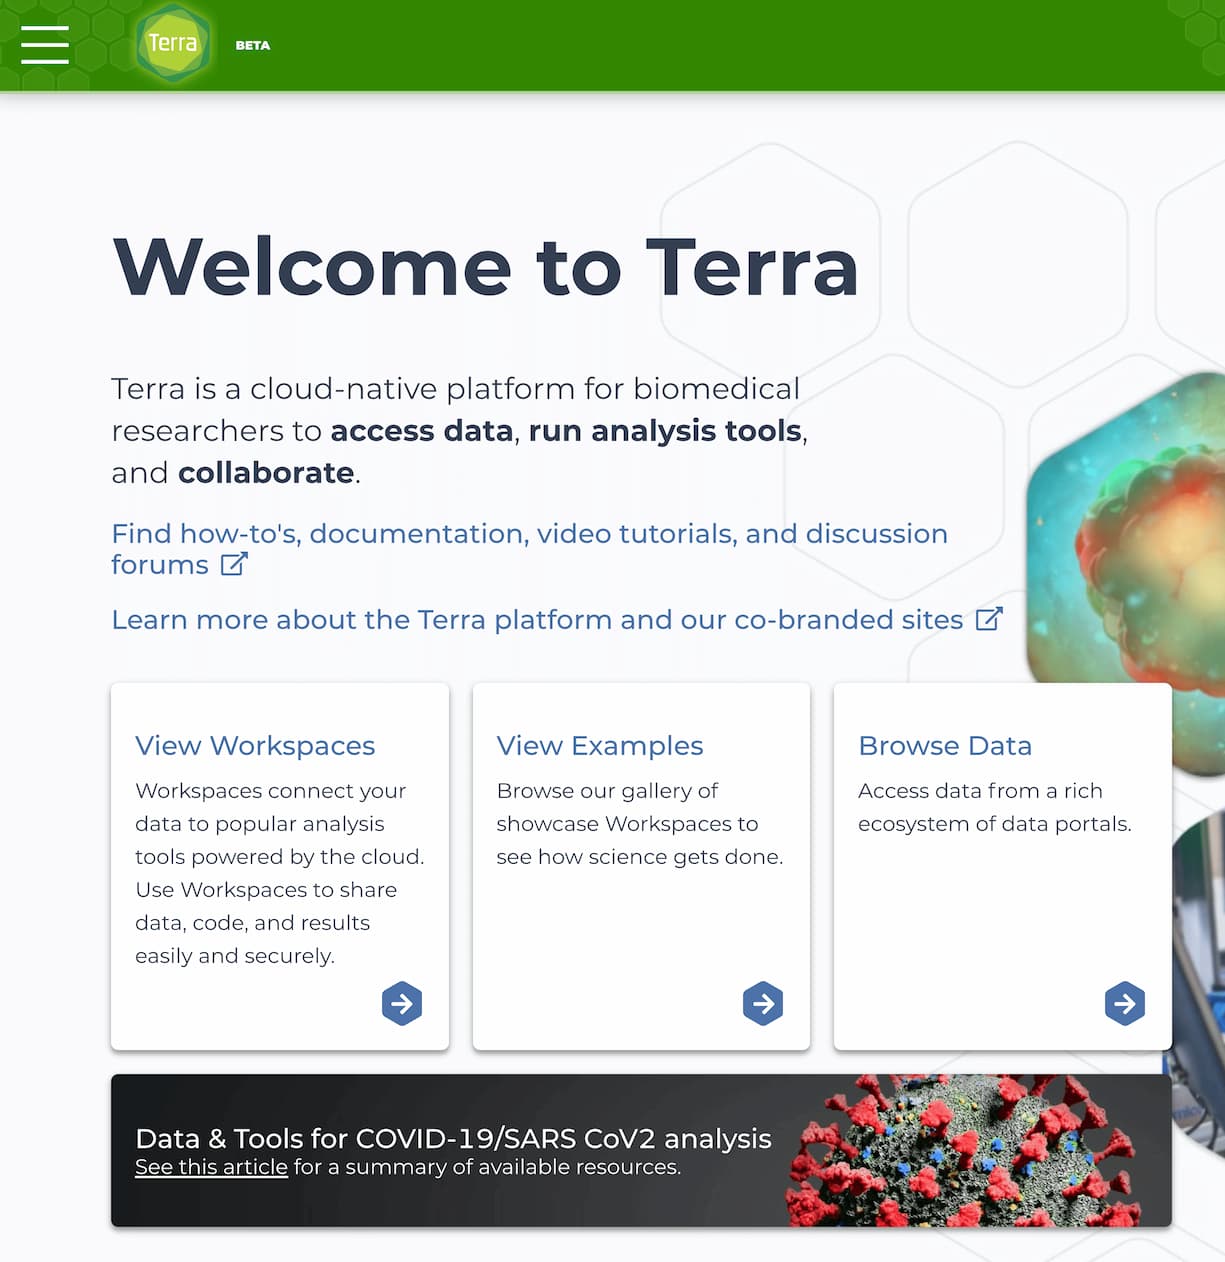 Terra
BETA
Welcome to Terra
Terra is a cloud-native platform for biomedical
researchers to access data, run analysis tools,
and collaborate.
Find how-to's, documentation, video tutorials, and discussion
forums
Learn more about the Terra platform and our co-branded sites
View Workspaces
Workspaces connect your
data to popular analysis
tools powered by the cloud.
Use Workspaces to share
data, code, and results
easily and securely.
View Examples
Browse our gallery of
showcase Workspaces to
see how science gets done.
Browse Data
Access data from a rich
ecosystem of data portals.
Data & Tools for COVID-19/SARS CoV2 analysis
See this article for a summary of available resources.